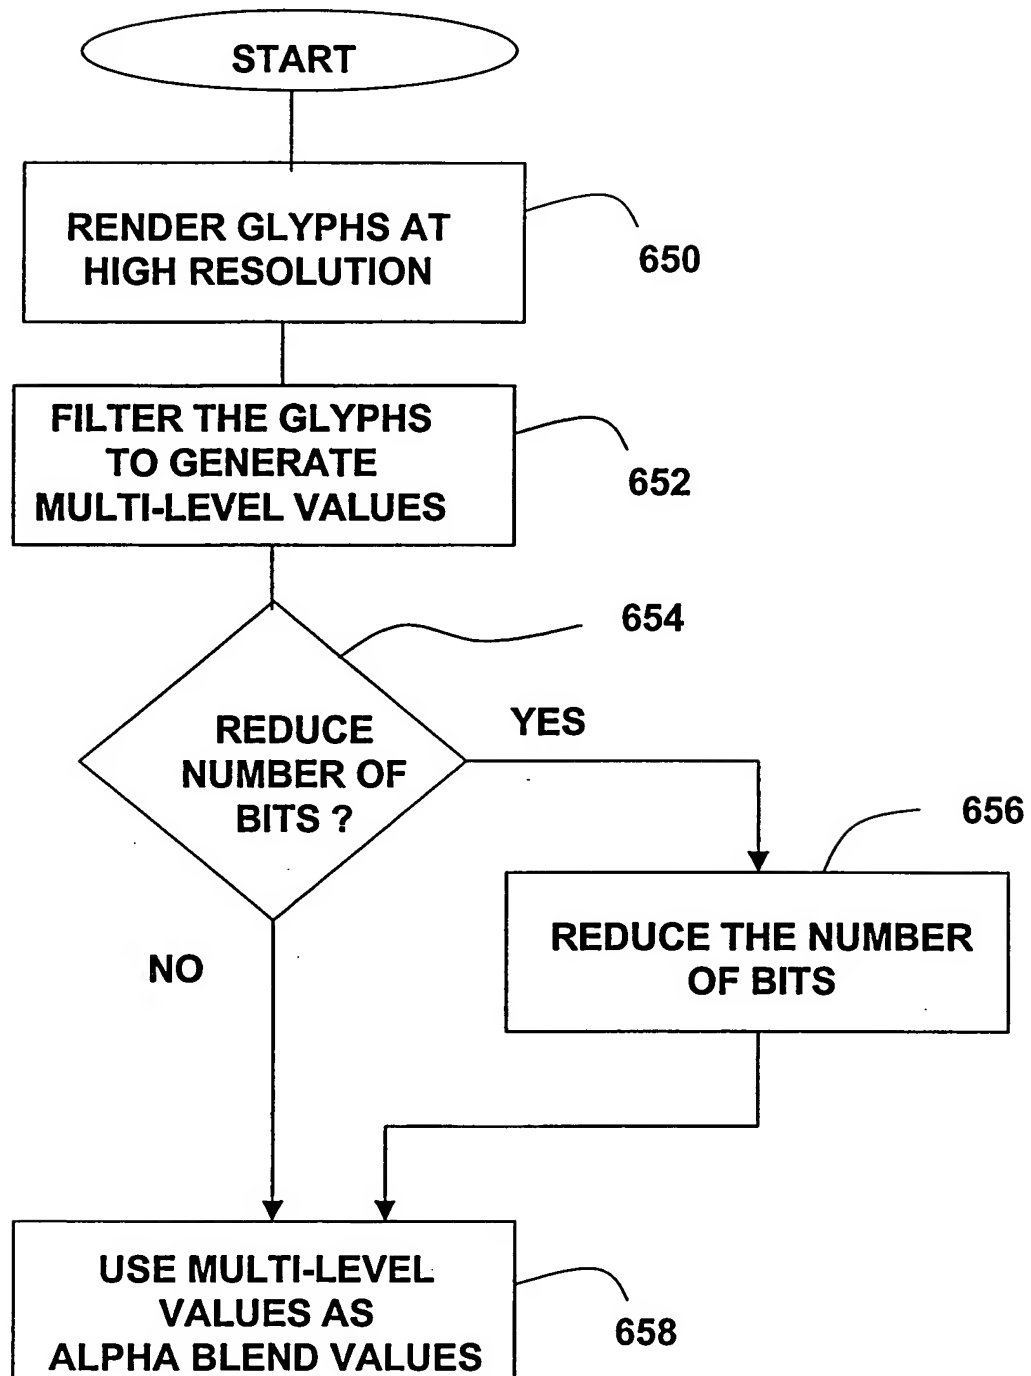 START
RENDER GLYPHS AT
HIGH RESOLUTION
650
FILTER THE GLYPHS
TO GENERATE
MULTI-LEVEL VALUES
652
654
REDUCE
NUMBER OF
BITS ?
YES
656
REDUCE THE NUMBER
OF BITS
NO
USE MULTI-LEVEL
VALUES AS
ALPHA BLEND VALUES
658